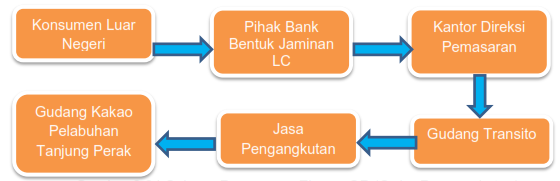 Konsumen Luar
Negeri
Pihak Bank
Bentuk Jaminan
LC
Kantor Direksi
Pemasaran
Gudang Kakao
Pelabuhan
Tanjung Perak
Jasa
Pengangkutan
Gudang Transito